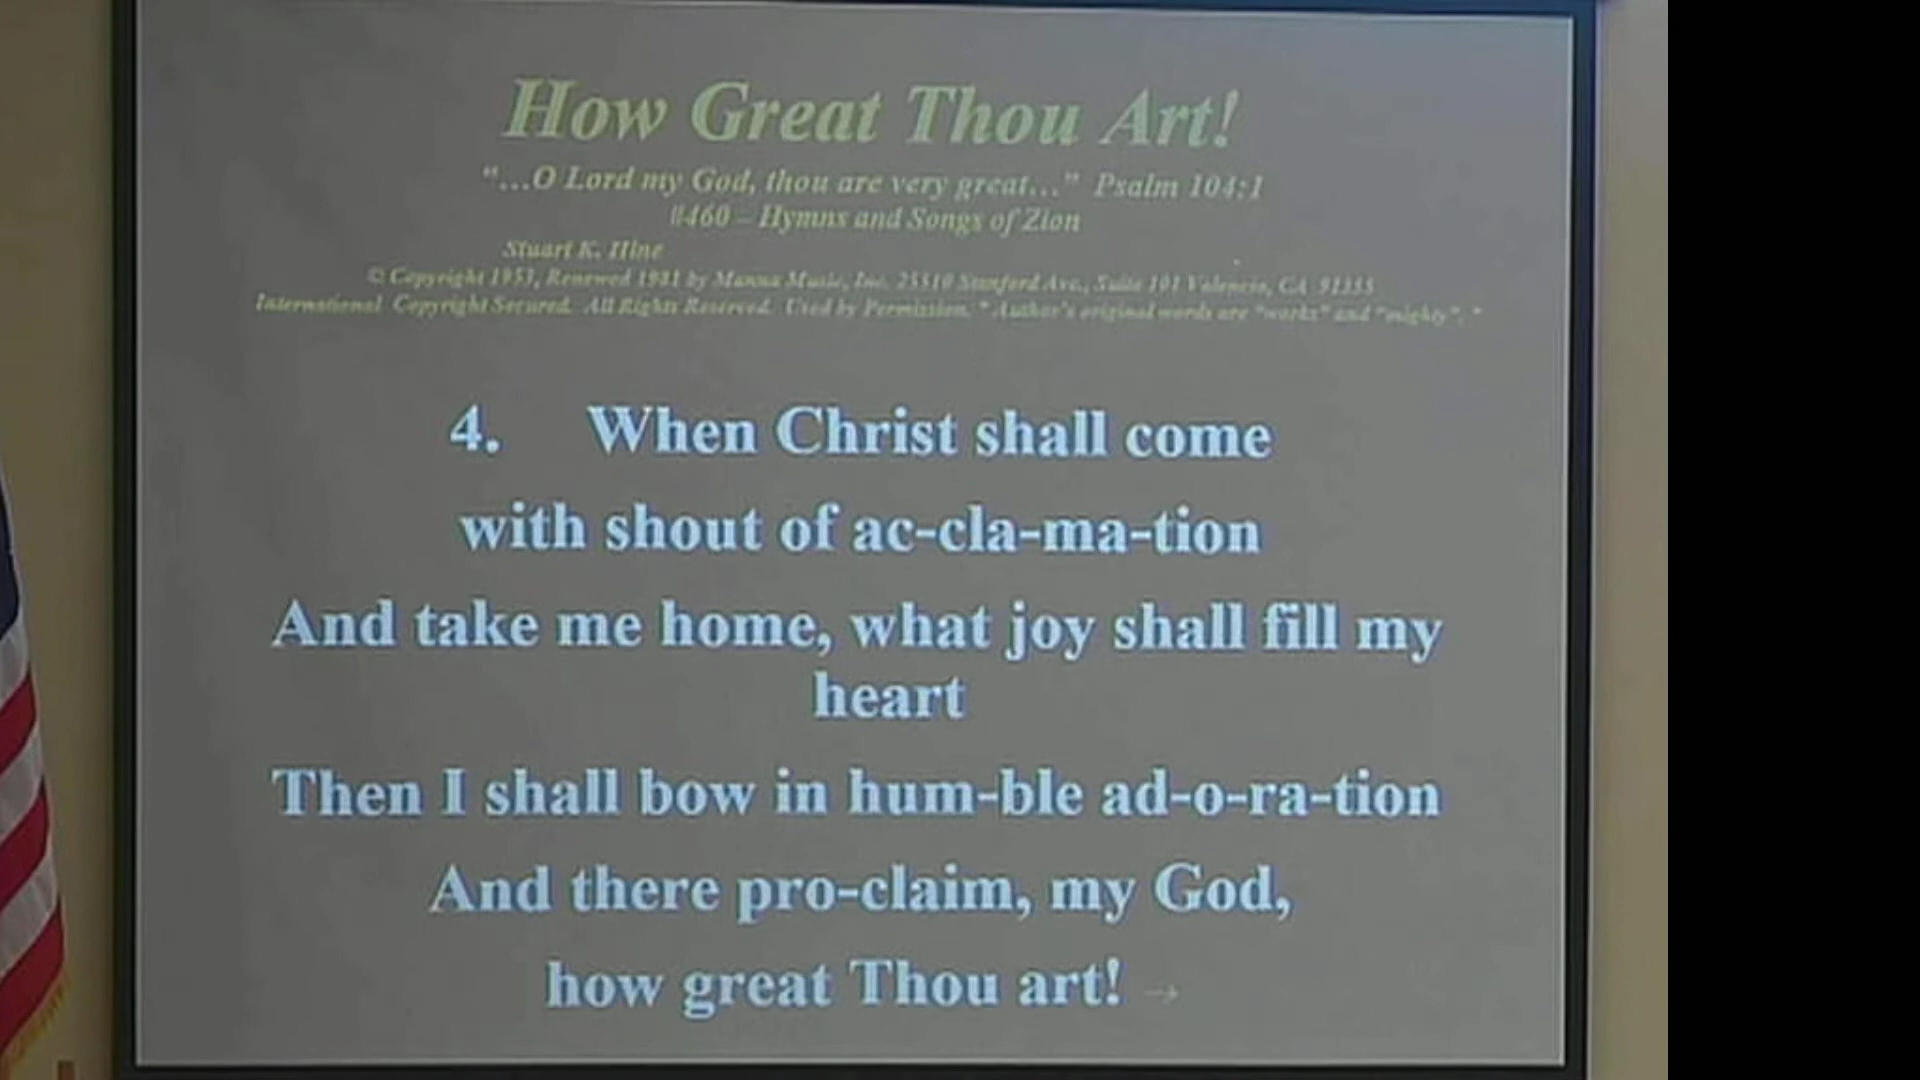 How Great Thou Art!
"...O Lord my God, thou are very great..." Psalm 104:1
#460 – Hymns and Songs of Zion
Stuart K. Hine
© Copyright 1953, Renewed 1981 by Manna Music, Inc. 25510 Stanford Ave., Suite 101 Valencia, CA 91355
International Copyright Secured. All Rights Reserved. Used by Permission. * Author's original words are "works" and "mighty". *
4. When Christ shall come
with shout of ac-cla-ma-tion
And take me home, what joy shall fill my
heart
Then I shall bow in hum-ble ad-o-ra-tion
And there pro-claim, my God,
how great Thou art! →